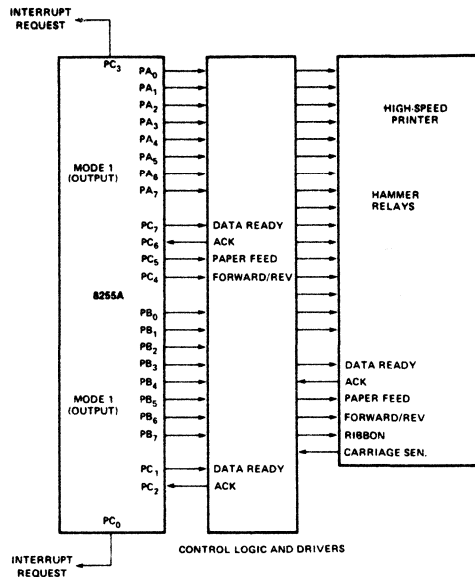 INTERRUPT
REQUEST
PC3
PA0
PA1
PA2
PA3
PA4
PA5
PA6
PA7
MODE 1
(OUTPUT)
HIGH-SPEED
PRINTER
HAMMER
RELAYS
PC7 DATA READY
PC6 ACK
PC5 PAPER FEED
PC4 FORWARD/REV
8255A
PB0
PB1
PB2
PB3
PB4
PB5
PB6
PB7
MODE 1
(OUTPUT)
DATA READY
ACK
PAPER FEED
FORWARD/REV
RIBBON
CARRIAGE SEN.
PC1 DATA READY
PC2 ACK
PC0
INTERRUPT
REQUEST
CONTROL LOGIC AND DRIVERS